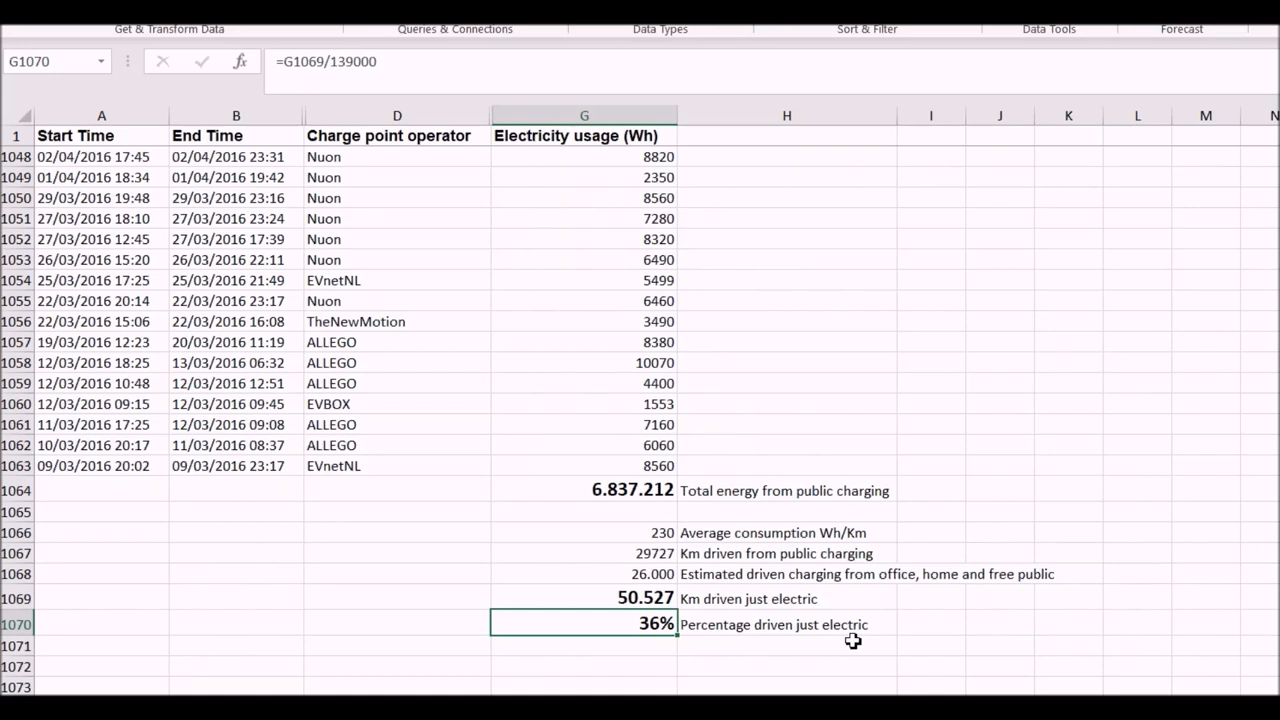 Get & Transform Data Queries & Connections Data Types Sort & Filter Data Tools Forecast
G1070 fx =G1069/139000
A B D G H I J K L M N
1 Start Time End Time Charge point operator Electricity usage (Wh)
1048 02/04/2016 17:45 02/04/2016 23:31 Nuon 8820
1049 01/04/2016 18:34 01/04/2016 19:42 Nuon 2350
1050 29/03/2016 19:48 29/03/2016 23:16 Nuon 8560
1051 27/03/2016 18:10 27/03/2016 23:24 Nuon 7280
1052 27/03/2016 12:45 27/03/2016 17:39 Nuon 8320
1053 26/03/2016 15:20 26/03/2016 22:11 Nuon 6490
1054 25/03/2016 17:25 25/03/2016 21:49 EVnetNL 5499
1055 22/03/2016 20:14 22/03/2016 23:17 Nuon 6460
1056 22/03/2016 15:06 22/03/2016 16:08 TheNewMotion 3490
1057 19/03/2016 12:23 20/03/2016 11:19 ALLEGO 8380
1058 12/03/2016 18:25 13/03/2016 06:32 ALLEGO 10070
1059 12/03/2016 10:48 12/03/2016 12:51 ALLEGO 4400
1060 12/03/2016 09:15 12/03/2016 09:45 EVBOX 1553
1061 11/03/2016 17:25 12/03/2016 09:08 ALLEGO 7160
1062 10/03/2016 20:17 11/03/2016 08:37 ALLEGO 6060
1063 09/03/2016 20:02 09/03/2016 23:17 EVnetNL 8560
1064 6.837.212 Total energy from public charging
1065
1066 230 Average consumption Wh/Km
1067 29727 Km driven from public charging
1068 26.000 Estimated driven charging from office, home and free public
1069 50.527 Km driven just electric
1070 36% Percentage driven just electric
1071
1072
1073